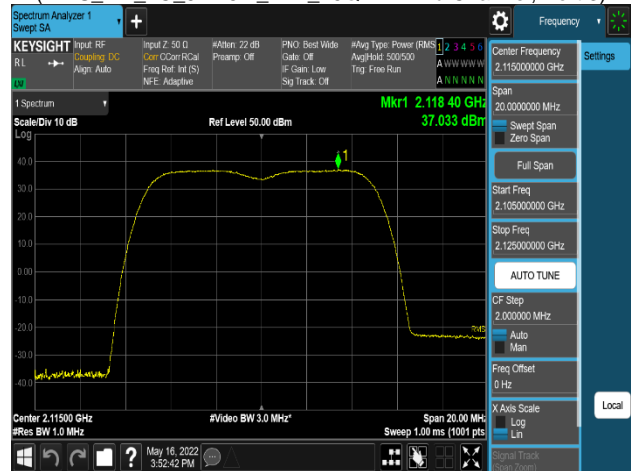 Spectrum Analyzer 1
Swept SA
Frequency
KEYSIGHT
RL
Input: RF
Coupling: DC
Align: Auto
Input Z: 50 Ω
Corr CCorr RCal
Freq Ref: Int (S)
NFE: Adaptive
#Atten: 22 dB
Preamp: Off
PNO: Best Wide
Gate: Off
IF Gain: Low
Sig Track: Off
#Avg Type: Power (RMS
Avg|Hold: 500/500
Trig: Free Run
1 2 3 4 5 6
A W W W W W
A N N N N N
1 Spectrum
Scale/Div 10 dB
Log
Ref Level 50.00 dBm
Mkr1 2.118 40 GHz
37.033 dBm
1
40.0
30.0
20.0
10.0
0.00
-10.0
-20.0
-30.0
-40.0
RMS
Center 2.11500 GHz
#Res BW 1.0 MHz
#Video BW 3.0 MHz*
Span 20.00 MHz
Sweep 1.00 ms (1001 pts
May 16, 2022
3:52:42 PM
Center Frequency
2.115000000 GHz
Span
20.0000000 MHz
Swept Span
Zero Span
Full Span
Start Freq
2.105000000 GHz
Stop Freq
2.125000000 GHz
AUTO TUNE
CF Step
2.000000 MHz
Auto
Man
Freq Offset
0 Hz
X Axis Scale
Log
Lin
Signal Track
(Span Zoom)
Settings
Local